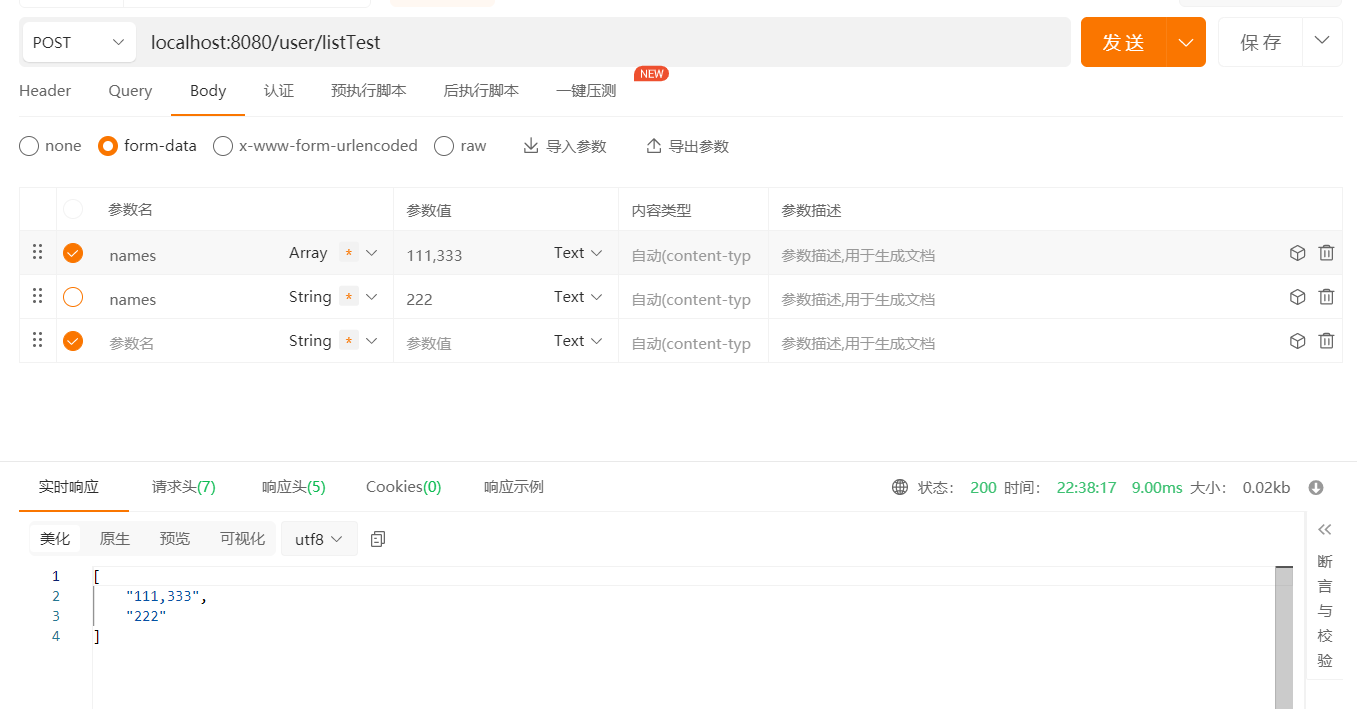 POST localhost:8080/user/listTest 发送 保存
NEW
Header Query Body 认证 预执行脚本 后执行脚本 一键压测
none form-data x-www-form-urlencoded raw 导入参数 导出参数
参数名 参数值 内容类型 参数描述
names Array * 111,333 Text 自动(content-typ 参数描述,用于生成文档
names String * 222 Text 自动(content-typ 参数描述,用于生成文档
参数名 String * 参数值 Text 自动(content-typ 参数描述,用于生成文档
实时响应 请求头(7) 响应头(5) Cookies(0) 响应示例 状态: 200 时间: 22:38:17 9.00ms 大小: 0.02kb
美化 原生 预览 可视化 utf8
1 [
2 "111,333",
3 "222"
4 ]
断言与校验